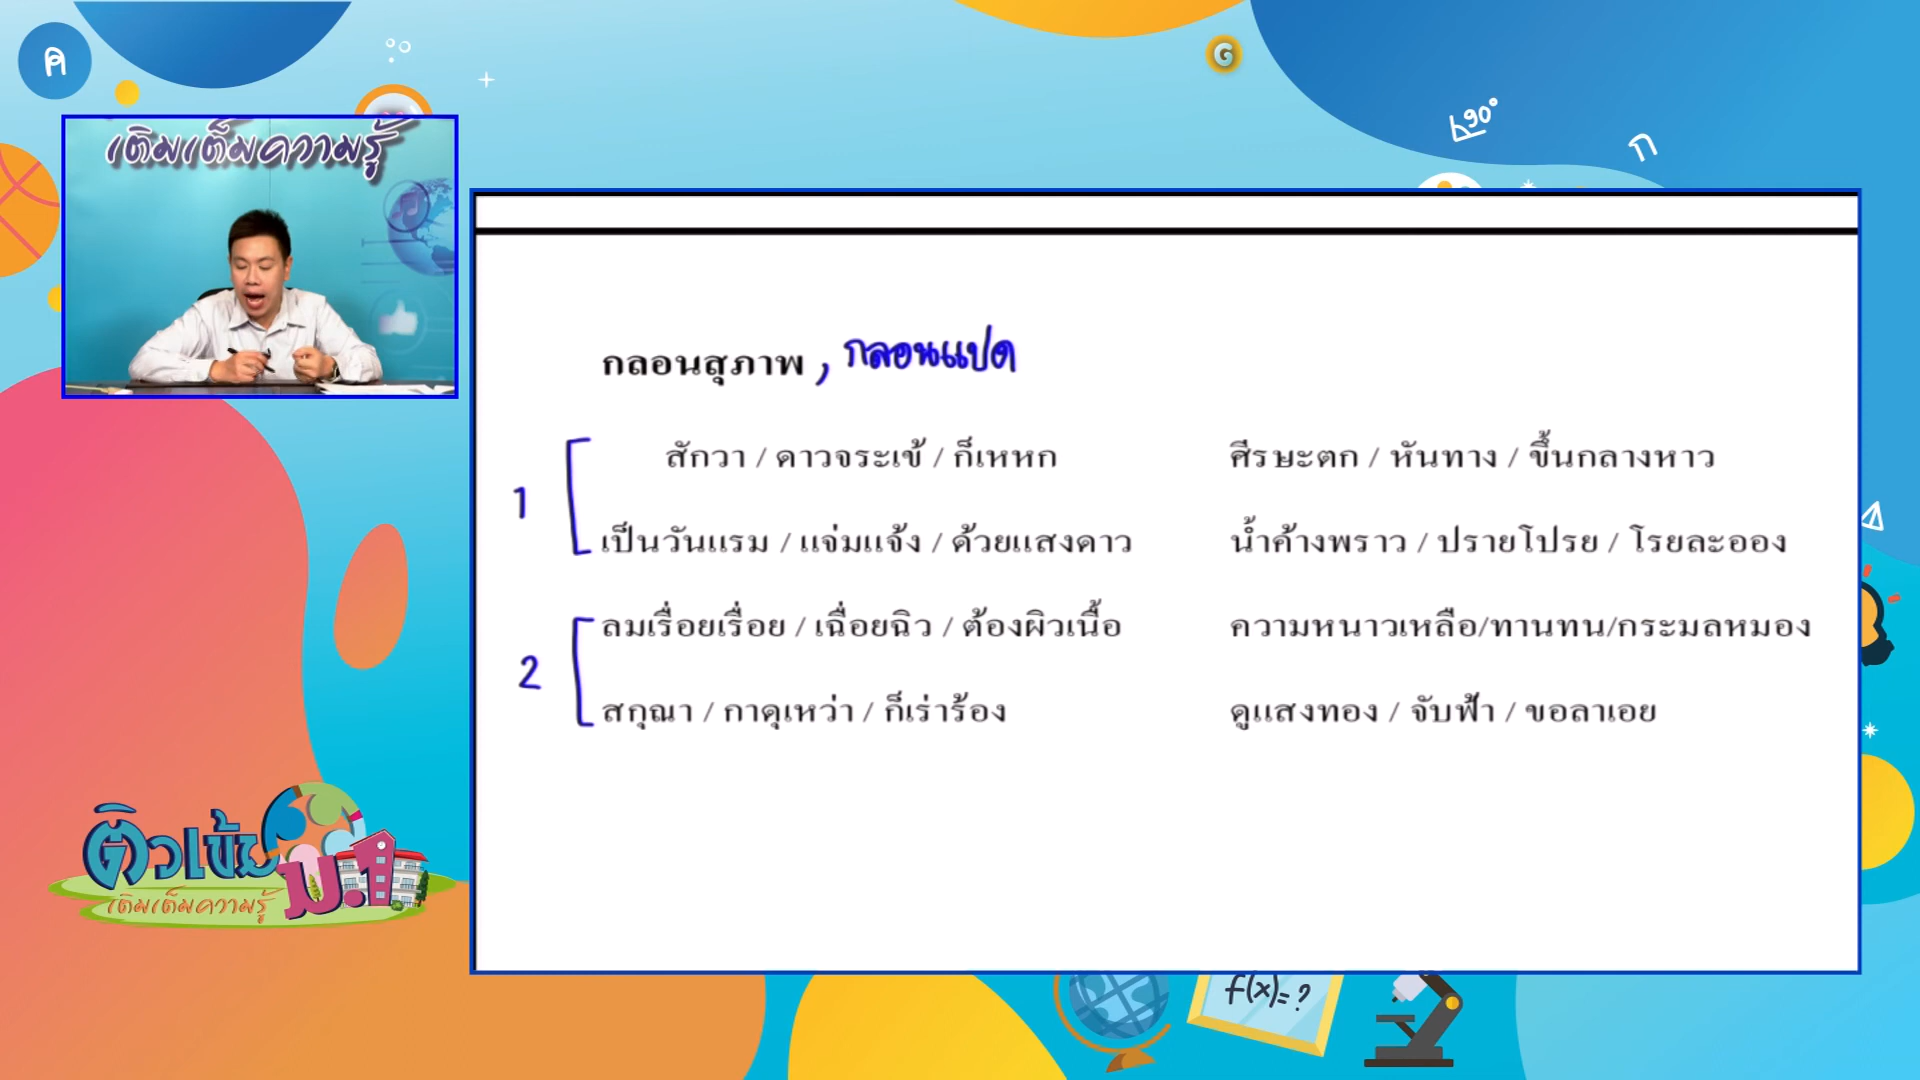 ค
G
90°
ก
เติมเต็มความรู้
กลอนสุภาพ , กลอนแปด
1
สักวา / ดาวจระเข้ / ก็เหหก ศีรษะตก / หันทาง / ขึ้นกลางหาว
เป็นวันแรม / แจ่มแจ้ง / ด้วยแสงดาว น้ำค้างพราว / ปรายโปรย / โรยละออง
2
ลมเรื่อยเรื่อย / เฉื่อยฉิว / ต้องผิวเนื้อ ความหนาวเหลือ/ทานทน/กระมลหมอง
สกุณา / กาดุเหว่า / ก็เร่าร้อง ดูแสงทอง / จับฟ้า / ขอลาเอย
ติวเข้ม ม.1
เติมเต็มความรู้
f(x)=?